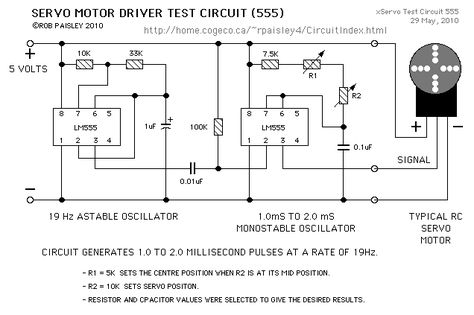 SERVO MOTOR DRIVER TEST CIRCUIT (555)
©ROB PAISLEY 2010
xServo Test Circuit 555
29 May, 2010
http://home.cogeco.ca/~rpaisley4/CircuitIndex.html
+
5 VOLTS
10K
33K
7.5K
R1
R2
8 7 6 5
LM555
1 2 3 4
1uF
+
100K
8 7 6 5
LM555
1 2 3 4
0.1uF
0.01uF
+
-
SIGNAL
-
19 Hz ASTABLE OSCILLATOR
1.0mS TO 2.0 mS
MONOSTABLE OSCILLATOR
TYPICAL RC
SERVO
MOTOR
CIRCUIT GENERATES 1.0 TO 2.0 MILLISECOND PULSES AT A RATE OF 19Hz.
- R1 = 5K SETS THE CENTRE POSITION WHEN R2 IS AT ITS MID POSITION.
- R2 = 10K SETS SERVO POSITON.
- RESISTOR AND CPACITOR VALUES WERE SELECTED TO GIVE THE DESIRED RESULTS.